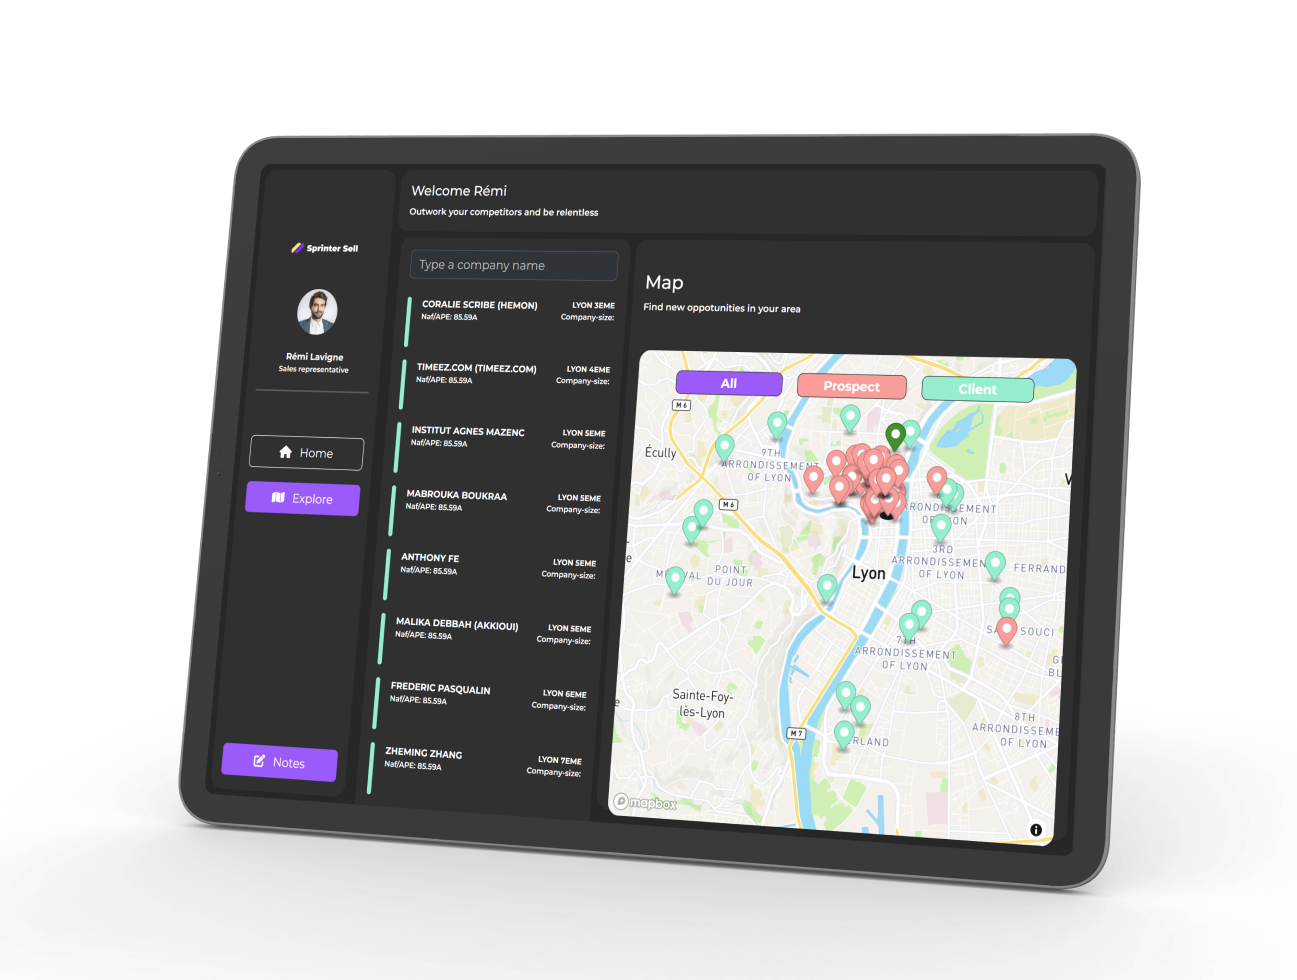 Welcome Rémi
Outwork your competitors and be relentless
Sprinter Sell
Rémi Lavigne
Sales representative
Home
Explore
Notes
Type a company name
CORALIE SCRIBE (HEMON) LYON 3EME
Naf/APE: 85.59A Company-size:
TIMEEZ.COM (TIMEEZ.COM) LYON 4EME
Naf/APE: 85.59A Company-size:
INSTITUT AGNES MAZENC LYON 5EME
Naf/APE: 85.59A Company-size:
MABROUKA BOUKRAA LYON 5EME
Naf/APE: 85.59A Company-size:
ANTHONY FE LYON 5EME
Naf/APE: 85.59A Company-size:
MALIKA DEBBAH (AKKIOUI) LYON 5EME
Naf/APE: 85.59A Company-size:
FREDERIC PASQUALIN LYON 6EME
Naf/APE: 85.59A Company-size:
ZHEMING ZHANG LYON 7EME
Naf/APE: 85.59A Company-size:
Map
Find new oppotunities in your area
All Prospect Client
M 6
Écully
9TH
ARRONDISSEMENT
OF LYON
M 6
3RD
ARRONDISSEMENT
OF LYON
FERRAND
POINT
DU JOUR
Lyon
SOUCI
7TH
ARRONDISSEMENT
OF LYON
Sainte-Foy-
lès-Lyon
8TH
ARRONDISSEMENT
OF LYON
M 7
RLAND
mapbox
i